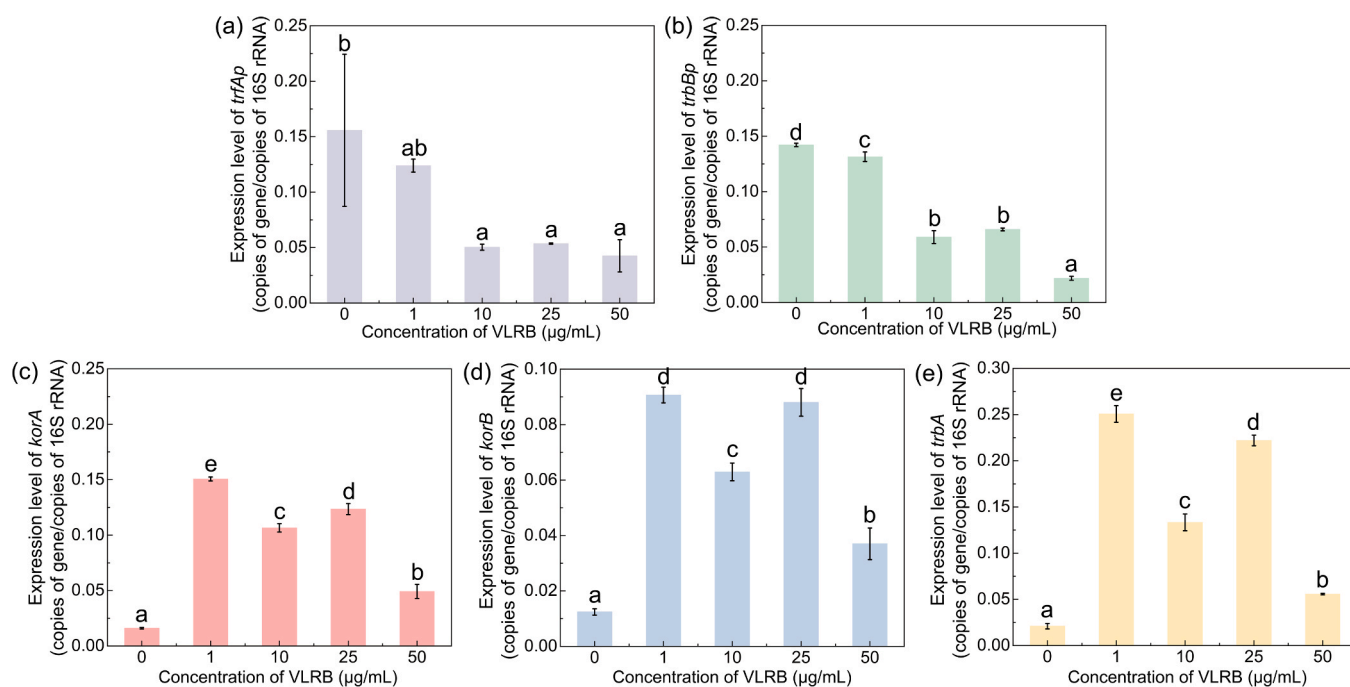 (a)
Expression level of trfAp
(copies of gene/copies of 16S rRNA)
0.25
0.20
0.15
0.10
0.05
0.00
b
ab
a
a
a
0
1
10
25
50
Concentration of VLRB (µg/mL)
(b)
Expression level of trbBp
(copies of gene/copies of 16S rRNA)
0.25
0.20
0.15
0.10
0.05
0.00
d
c
b
b
a
0
1
10
25
50
Concentration of VLRB (µg/mL)
(c)
Expression level of korA
(copies of gene/copies of 16S rRNA)
0.25
0.20
0.15
0.10
0.05
0.00
a
e
c
d
b
0
1
10
25
50
Concentration of VLRB (µg/mL)
(d)
Expression level of korB
(copies of gene/copies of 16S rRNA)
0.10
0.08
0.06
0.04
0.02
0.00
a
d
c
d
b
0
1
10
25
50
Concentration of VLRB (µg/mL)
(e)
Expression level of trbA
(copies of gene/copies of 16S rRNA)
0.30
0.25
0.20
0.15
0.10
0.05
0.00
a
e
c
d
b
0
1
10
25
50
Concentration of VLRB (µg/mL)